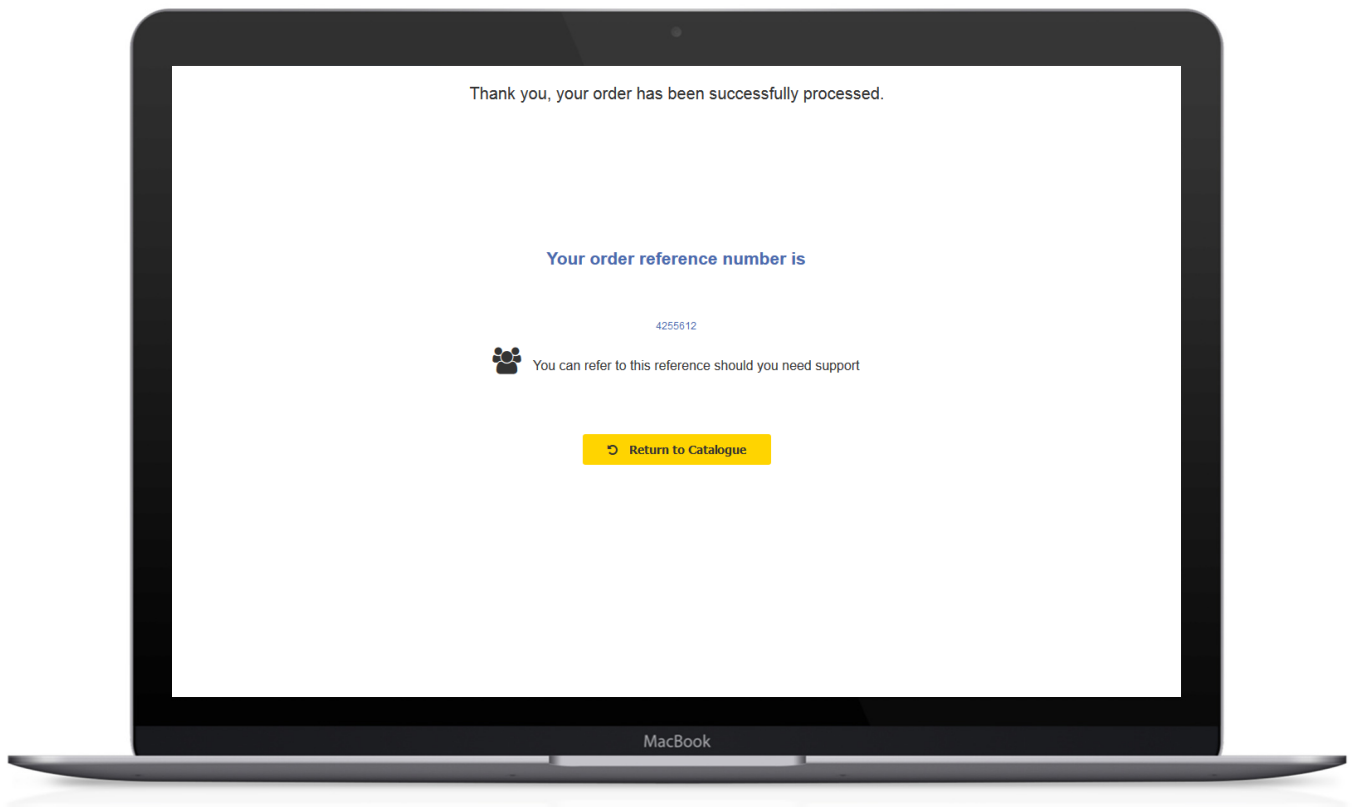 Thank you, your order has been successfully processed.
Your order reference number is
4255612
You can refer to this reference should you need support
Return to Catalogue
MacBook